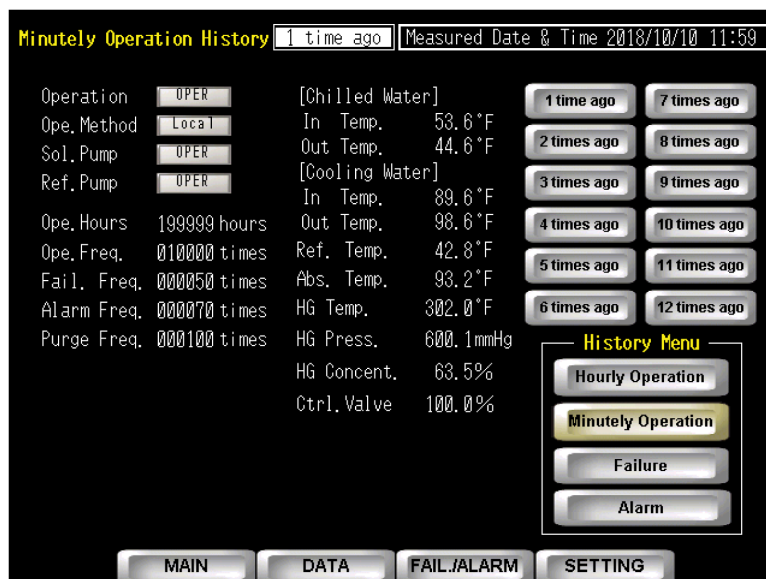 Minutely Operation History 1 time ago Measured Date & Time 2018/10/10 11:59
Operation OPER
Ope.Method Local
Sol.Pump OPER
Ref.Pump OPER
Ope.Hours 199999 hours
Ope.Freq. 010000 times
Fail. Freq. 000050 times
Alarm Freq. 000070 times
Purge Freq. 000100 times
[Chilled Water]
In Temp. 53.6°F
Out Temp. 44.6°F
[Cooling Water]
In Temp. 89.6°F
Out Temp. 98.6°F
Ref. Temp. 42.8°F
Abs. Temp. 93.2°F
HG Temp. 302.0°F
HG Press. 600.1mmHg
HG Concent. 63.5%
Ctrl.Valve 100.0%
1 time ago 7 times ago
2 times ago 8 times ago
3 times ago 9 times ago
4 times ago 10 times ago
5 times ago 11 times ago
6 times ago 12 times ago
History Menu
Hourly Operation
Minutely Operation
Failure
Alarm
MAIN DATA FAIL./ALARM SETTING